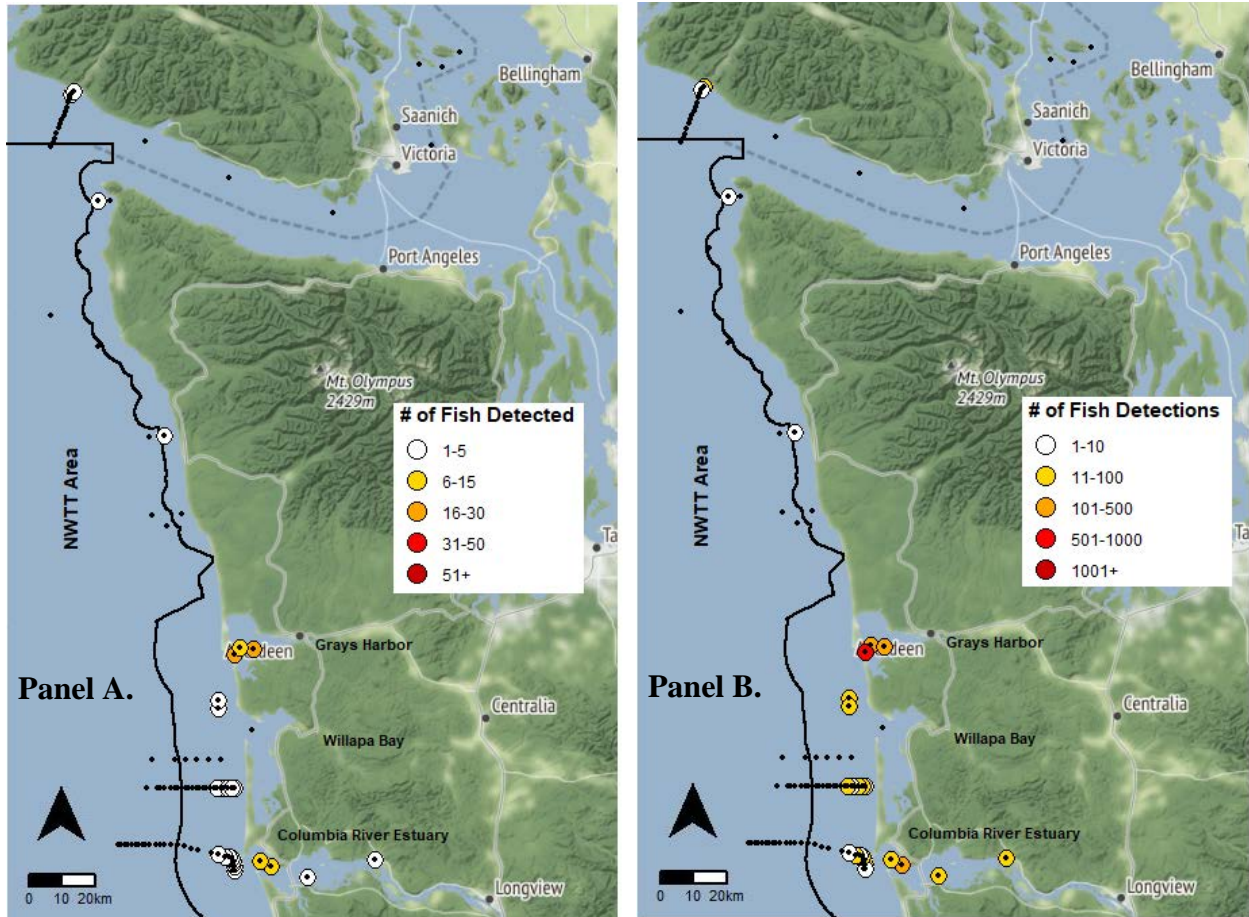 Bellingham
Saanich
Victoria
Port Angeles
Mt. Olympus
2429m
# of Fish Detected
1-5
6-15
16-30
31-50
51+
NWTT Area
Ta
Grays Harbor
Panel A.
Centralia
Willapa Bay
Columbia River Estuary
Longview
0 10 20km
Bellingham
Saanich
Victoria
Port Angeles
Mt. Olympus
2429m
# of Fish Detections
1-10
11-100
101-500
501-1000
1001+
NWTT Area
Ta
Grays Harbor
Panel B.
Centralia
Willapa Bay
Columbia River Estuary
Longview
0 10 20km